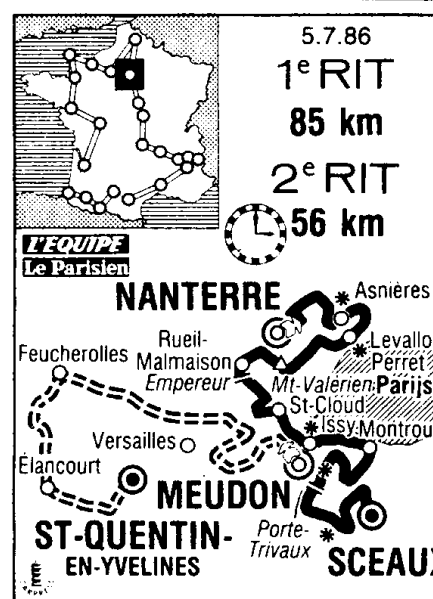 5.7.86
1e RIT
85 km
2e RIT
56 km
L'EQUIPE
Le Parisien
NANTERRE
Asnières
Levallo
Perret
Rueil-
Malmaison
Empereur
Feucherolles
Mt-Valérien
Parijs
St-Cloud
Issy
Montrou
Versailles
Élancourt
MEUDON
ST-QUENTIN-
EN-YVELINES
Porte-
Trivaux
SCEAUX